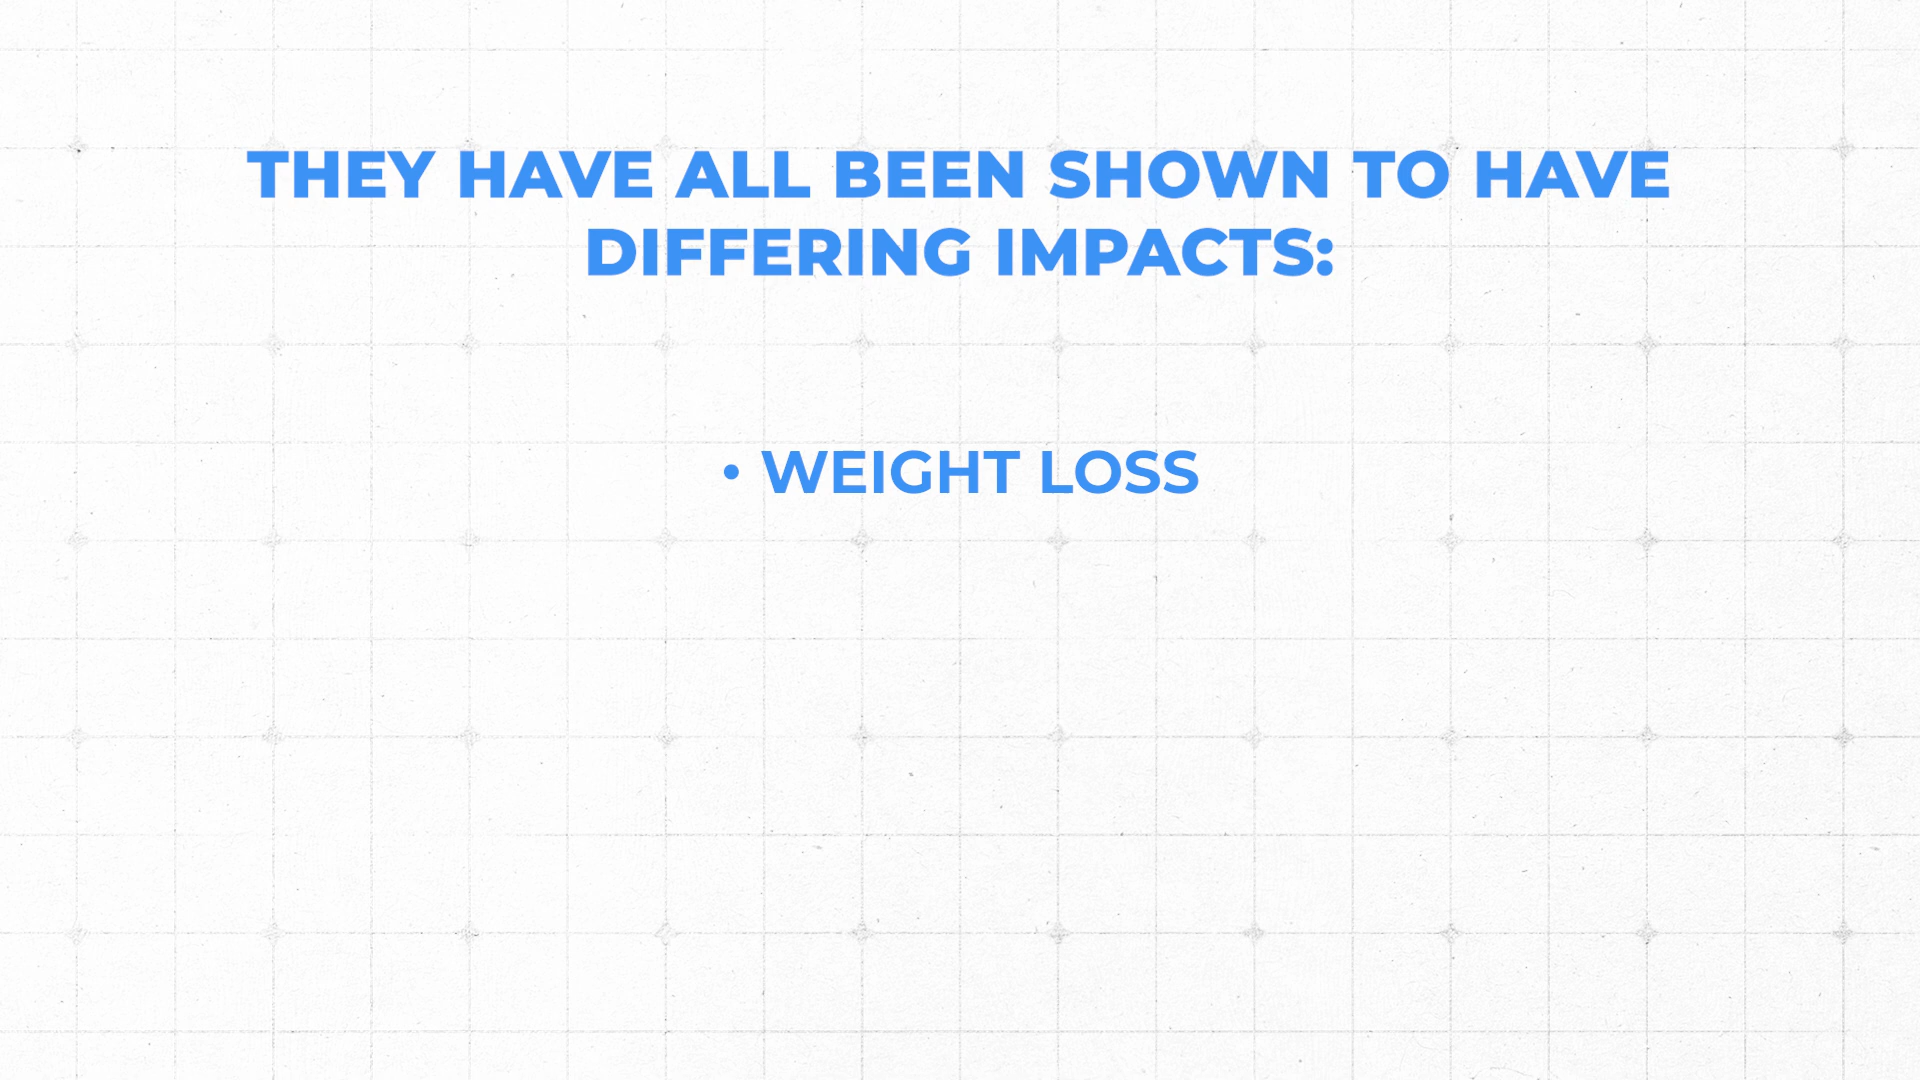 THEY HAVE ALL BEEN SHOWN TO HAVE
DIFFERING IMPACTS:
• WEIGHT LOSS